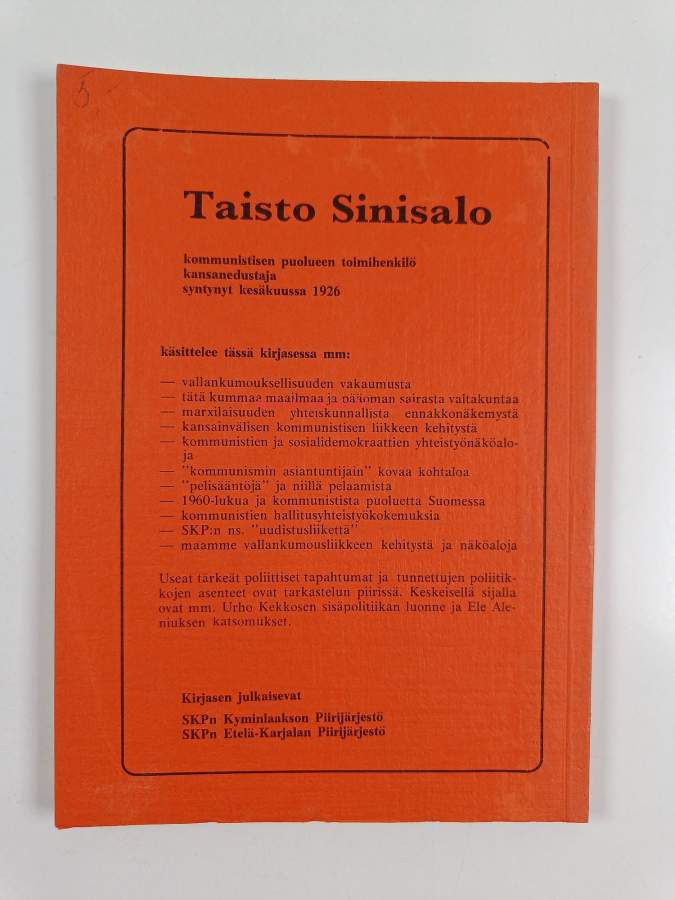 5,-
Taisto Sinisalo
kommunistisen puolueen toimihenkilö
kansanedustaja
syntynyt kesäkuussa 1926
käsittelee tässä kirjasessa mm:
— vallankumouksellisuuden vakaumusta
— tätä kummaa maailmaa ja pääoman sairasta valtakuntaa
— marxilaisuuden yhteiskunnallista ennakkonäkemystä
— kansainvälisen kommunistisen liikkeen kehitystä
— kommunistien ja sosialidemokraattien yhteistyönäköalo-
ja
— "kommunismin asiantuntijain" kovaa kohtaloa
— "pelisääntöjä" ja niillä pelaamista
— 1960-lukua ja kommunistista puoluetta Suomessa
— kommunistien hallitusyhteistyökokemuksia
— SKP:n ns. "uudistusliikettä"
— maamme vallankumousliikkeen kehitystä ja näköaloja
Useat tärkeät poliittiset tapahtumat ja tunnettujen poliitik-
kojen asenteet ovat tarkastelun piirissä. Keskeisellä sijalla
ovat mm. Urho Kekkosen sisäpolitiikan luonne ja Ele Ale-
niuksen katsomukset.
Kirjasen julkaisevat
SKPn Kyminlaakson Piirijärjestö
SKPn Etelä-Karjalan Piirijärjestö